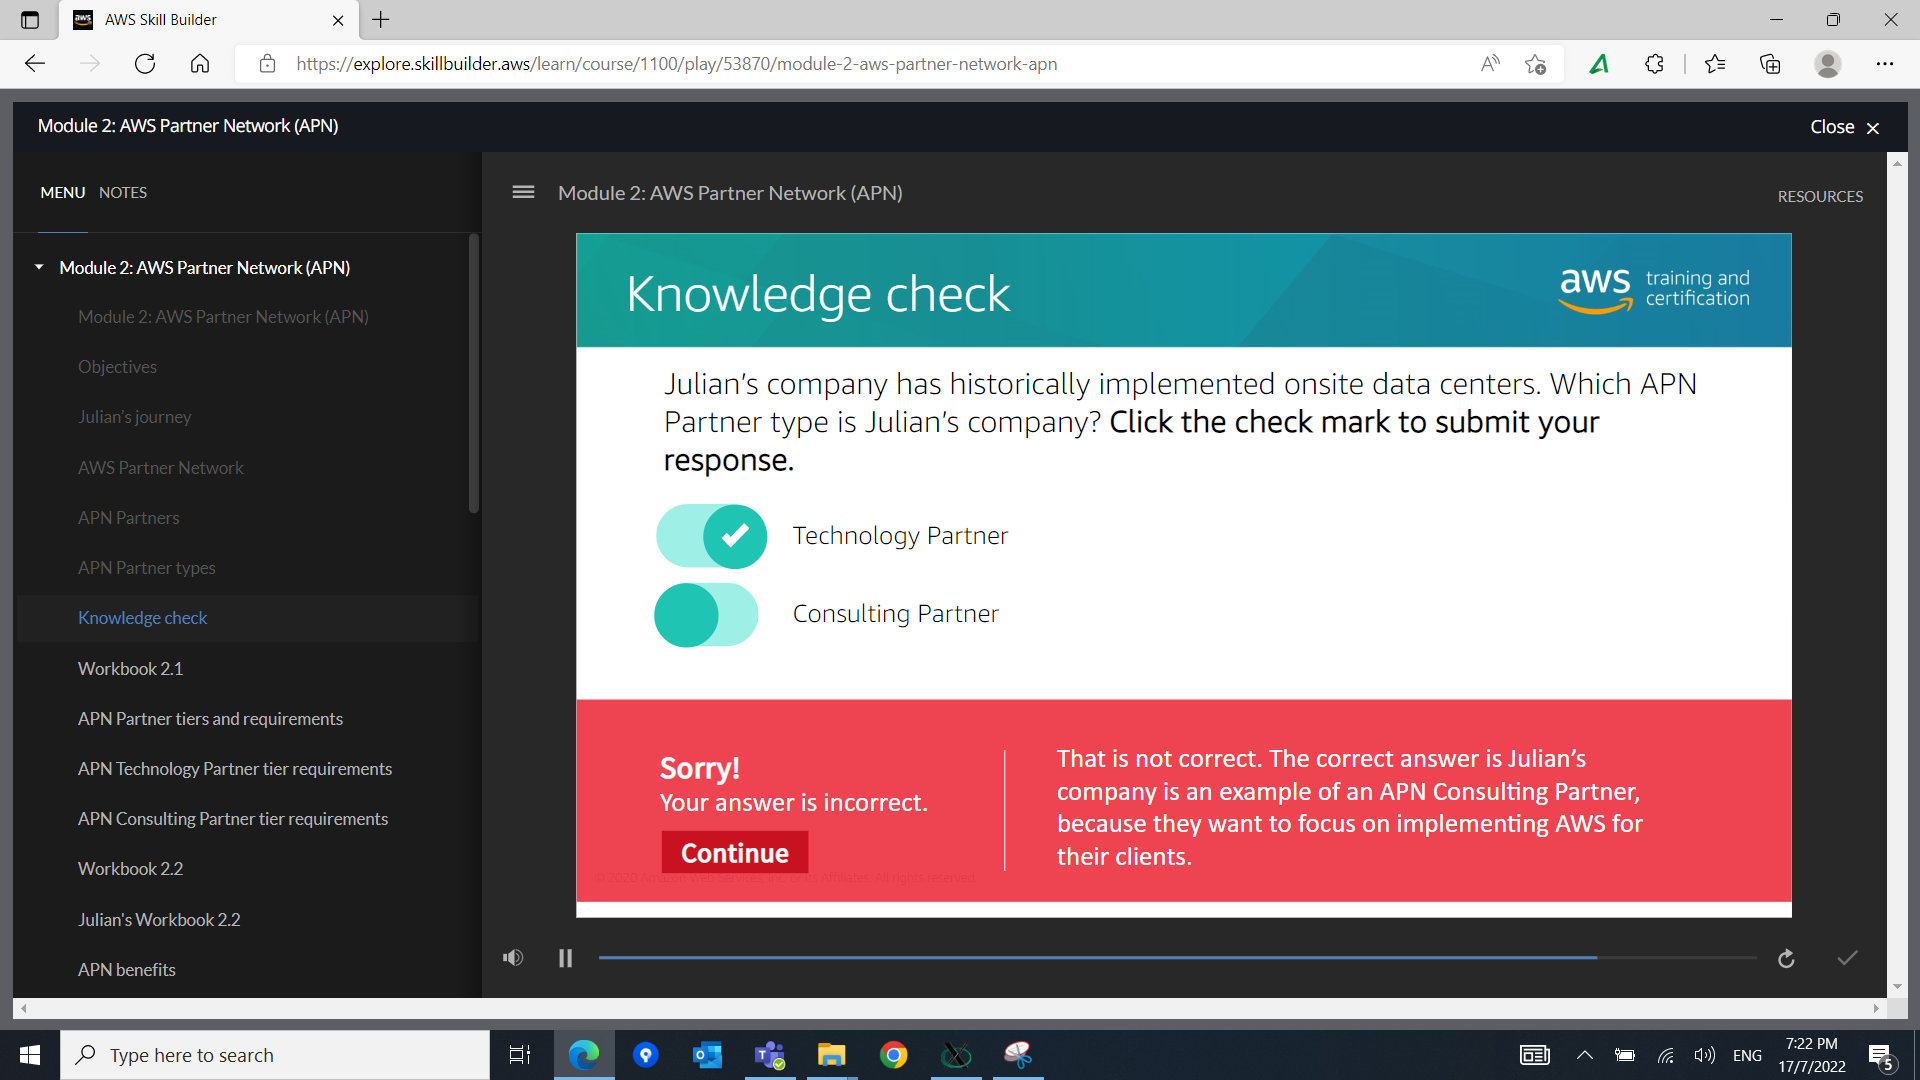 AWS Skill Builder
https://explore.skillbuilder.aws/learn/course/1100/play/53870/module-2-aws-partner-network-apn
Module 2: AWS Partner Network (APN)
Close
MENU
NOTES
Module 2: AWS Partner Network (APN)
RESOURCES
Module 2: AWS Partner Network (APN)
Module 2: AWS Partner Network (APN)
Objectives
Julian's journey
AWS Partner Network
APN Partners
APN Partner types
Knowledge check
Workbook 2.1
APN Partner tiers and requirements
APN Technology Partner tier requirements
APN Consulting Partner tier requirements
Workbook 2.2
Julian's Workbook 2.2
APN benefits
Knowledge check
aws training and
certification
Julian's company has historically implemented onsite data centers. Which APN
Partner type is Julian's company? Click the check mark to submit your
response.
Technology Partner
Consulting Partner
Sorry!
Your answer is incorrect.
Continue
© 2020 Amazon Web Services, Inc. or its Affiliates. All rights reserved.
That is not correct. The correct answer is Julian's
company is an example of an APN Consulting Partner,
because they want to focus on implementing AWS for
their clients.
Type here to search
ENG
7:22 PM
17/7/2022
5